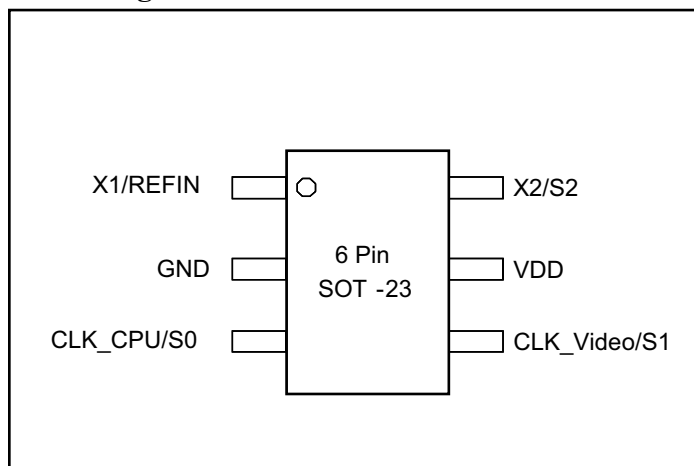 X1/REFIN
X2/S2
6 Pin
GND
VDD
SOT -23
CLK_CPU/S0
CLK_Video/S1